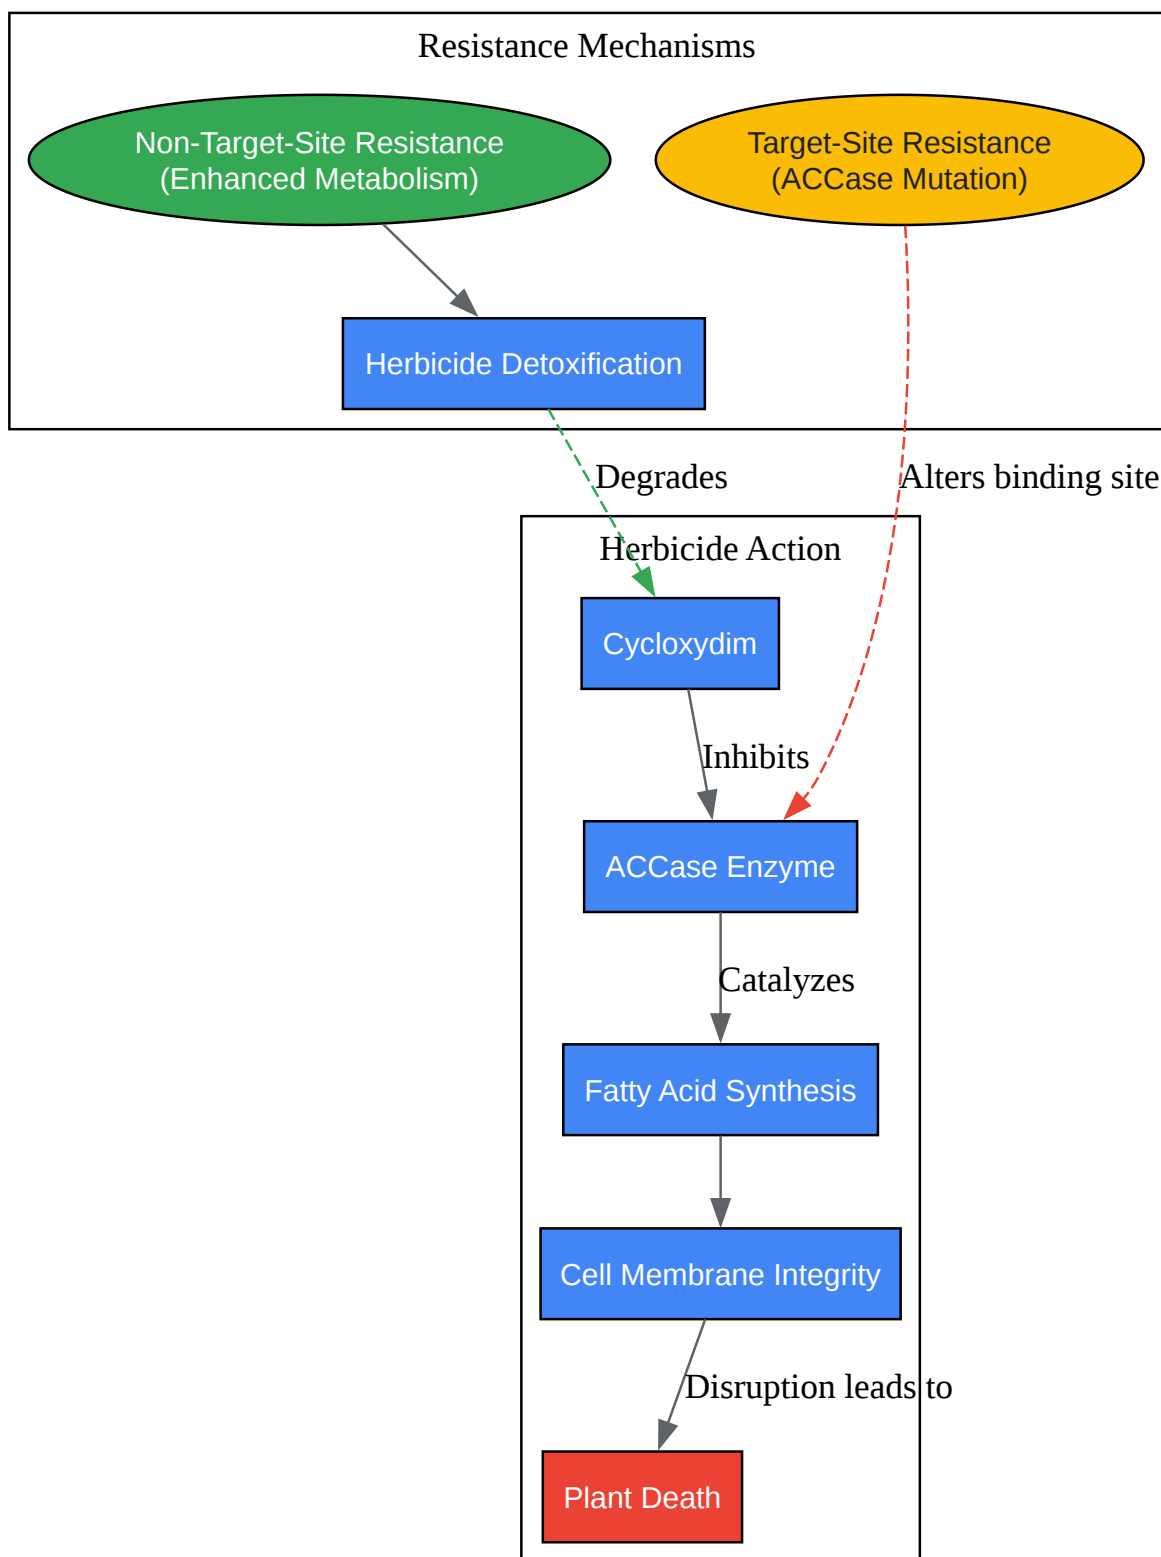 Resistance Mechanisms
Non-Target-Site Resistance
(Enhanced Metabolism)
Target-Site Resistance
(ACCase Mutation)
Herbicide Detoxification
Degrades
Alters binding site
Herbicide Action
Cycloxydim
Inhibits
ACCase Enzyme
Catalyzes
Fatty Acid Synthesis
Cell Membrane Integrity
Disruption leads to
Plant Death